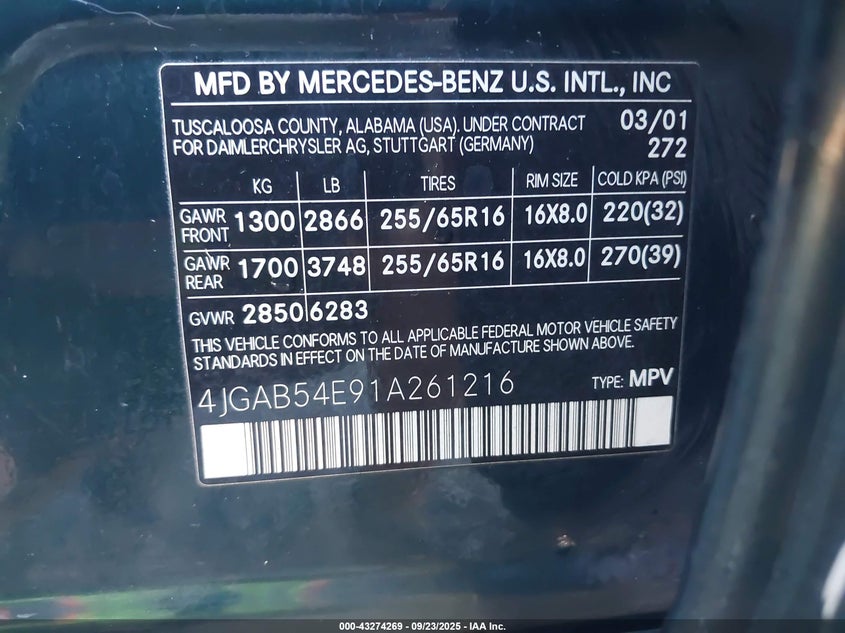 MFD BY MERCEDES-BENZ U.S. INTL., INC
TUSCALOOSA COUNTY, ALABAMA (USA). UNDER CONTRACT 03/01
FOR DAIMLERCHRYSLER AG, STUTTGART (GERMANY) 272
KG LB TIRES RIM SIZE COLD KPA (PSI)
GAWR FRONT 1300 2866 255/65R16 16X8.0 220(32)
GAWR REAR 1700 3748 255/65R16 16X8.0 270(39)
GVWR 2850 6283
THIS VEHICLE CONFORMS TO ALL APPLICABLE FEDERAL MOTOR VEHICLE SAFETY
STANDARDS IN EFFECT ON THE DATE OF MANUFACTURE SHOWN ABOVE.
4JGAB54E91A261216 TYPE: MPV
000-43274269 - 09/23/2025 - IAA Inc.